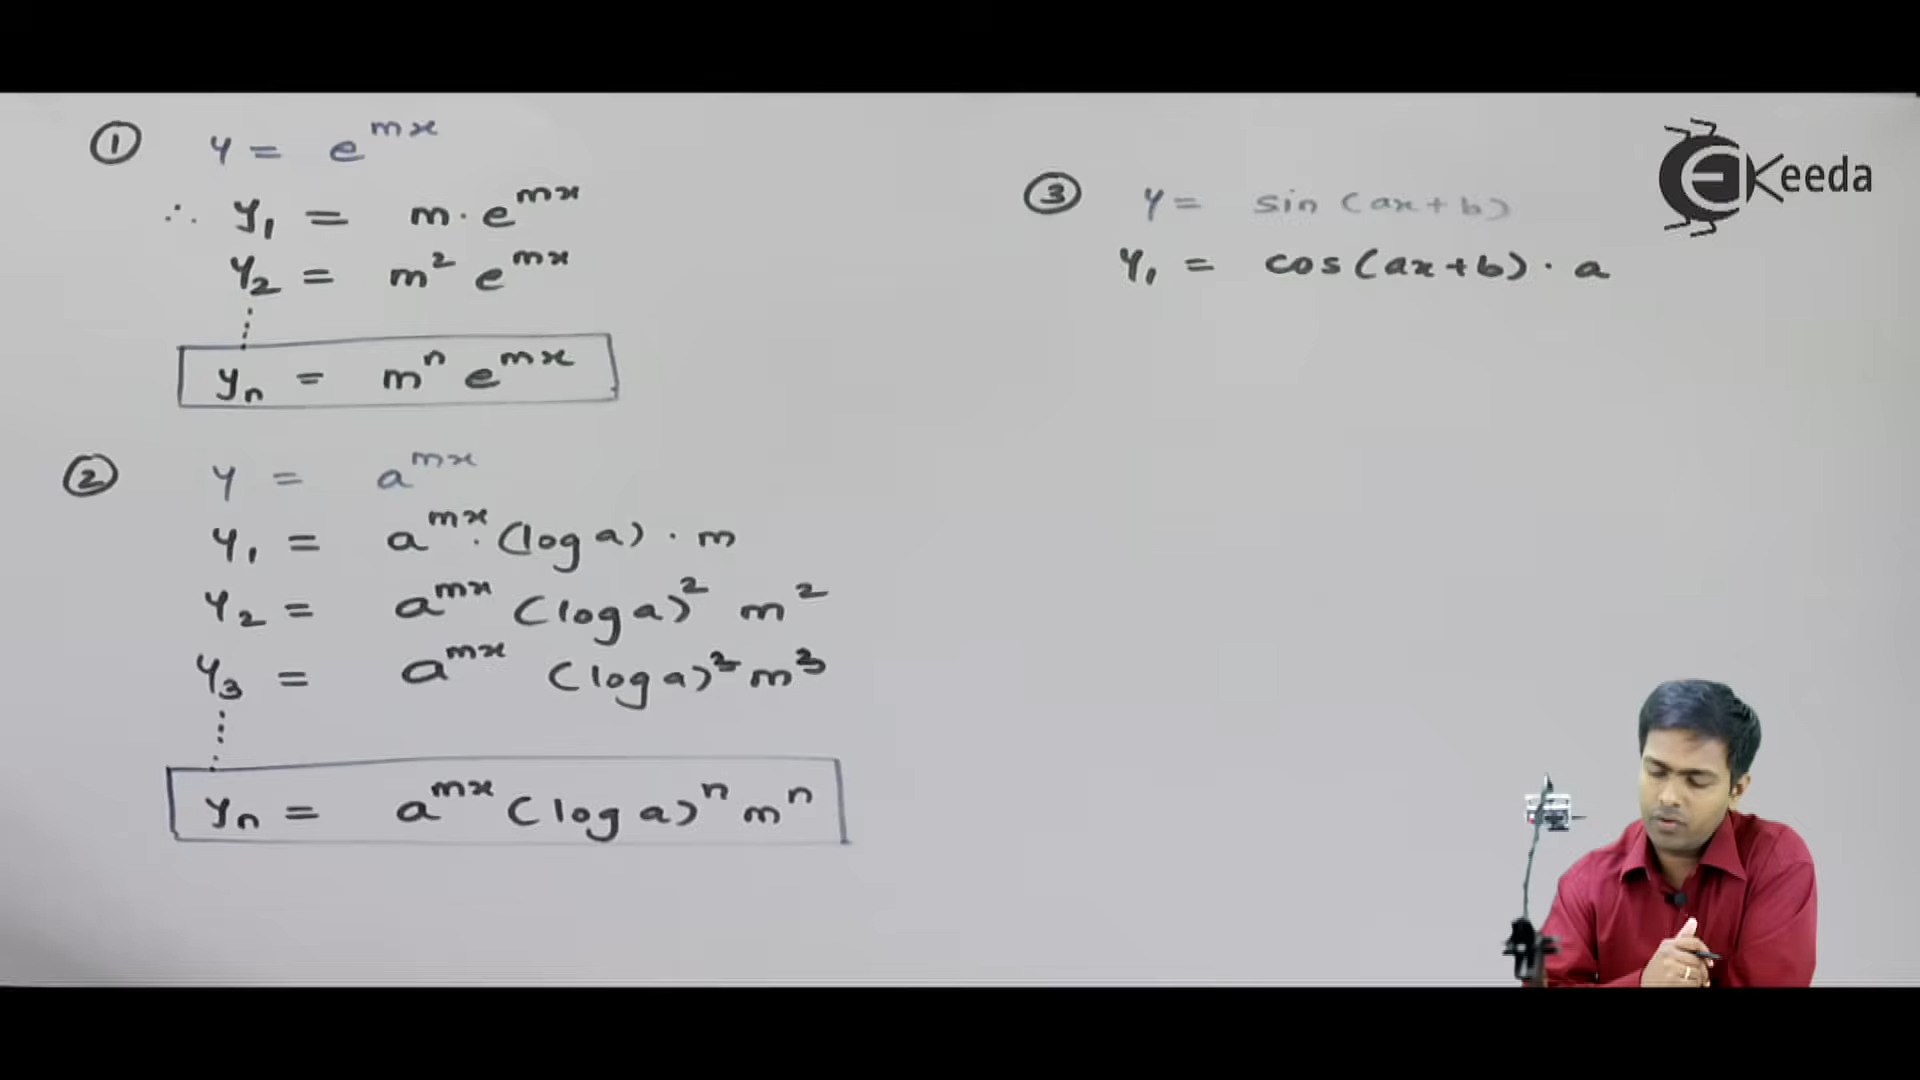 ① y = e^{mx}
∴ y₁ = m · e^{mx}
y₂ = m² e^{mx}
yₙ = mⁿ e^{mx}
② y = a^{mx}
y₁ = a^{mx} · (log a) · m
y₂ = a^{mx} (log a)² m²
y₃ = a^{mx} (log a)³ m³
yₙ = a^{mx} (log a)ⁿ mⁿ
③ y = sin (ax + b)
y₁ = cos (ax + b) · a
EKeeda